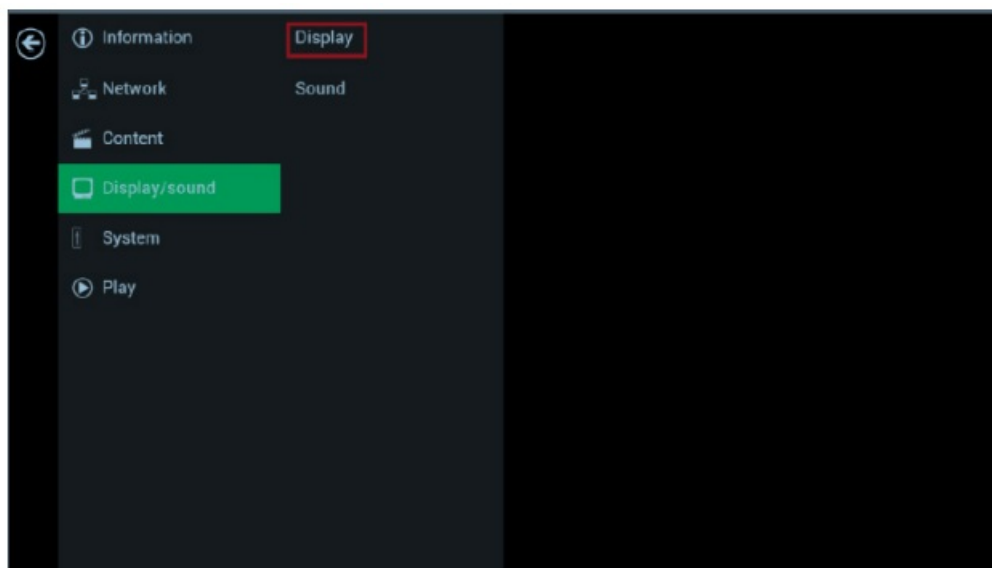 Information
Display
Network
Sound
Content
Display/sound
System
Play